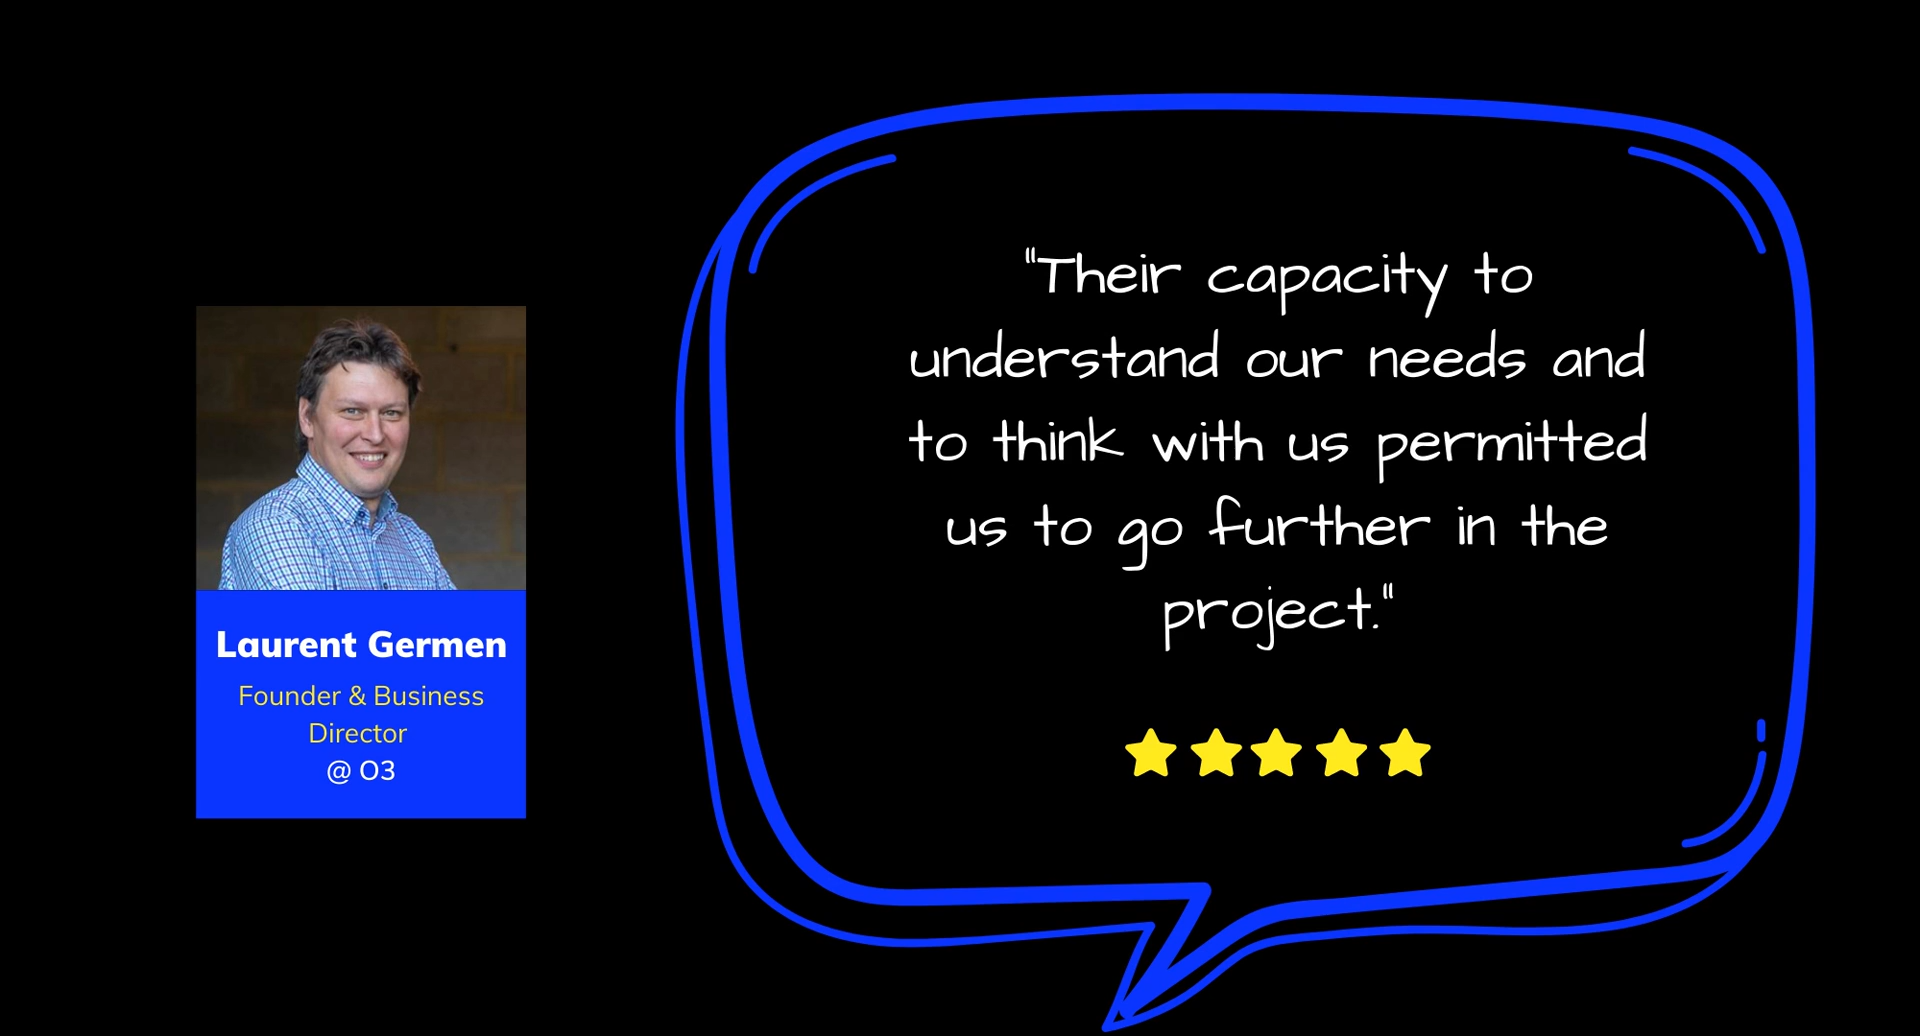 Laurent Germen
Founder & Business
Director
@ O3
"Their capacity to
understand our needs and
to think with us permitted
us to go further in the
project."